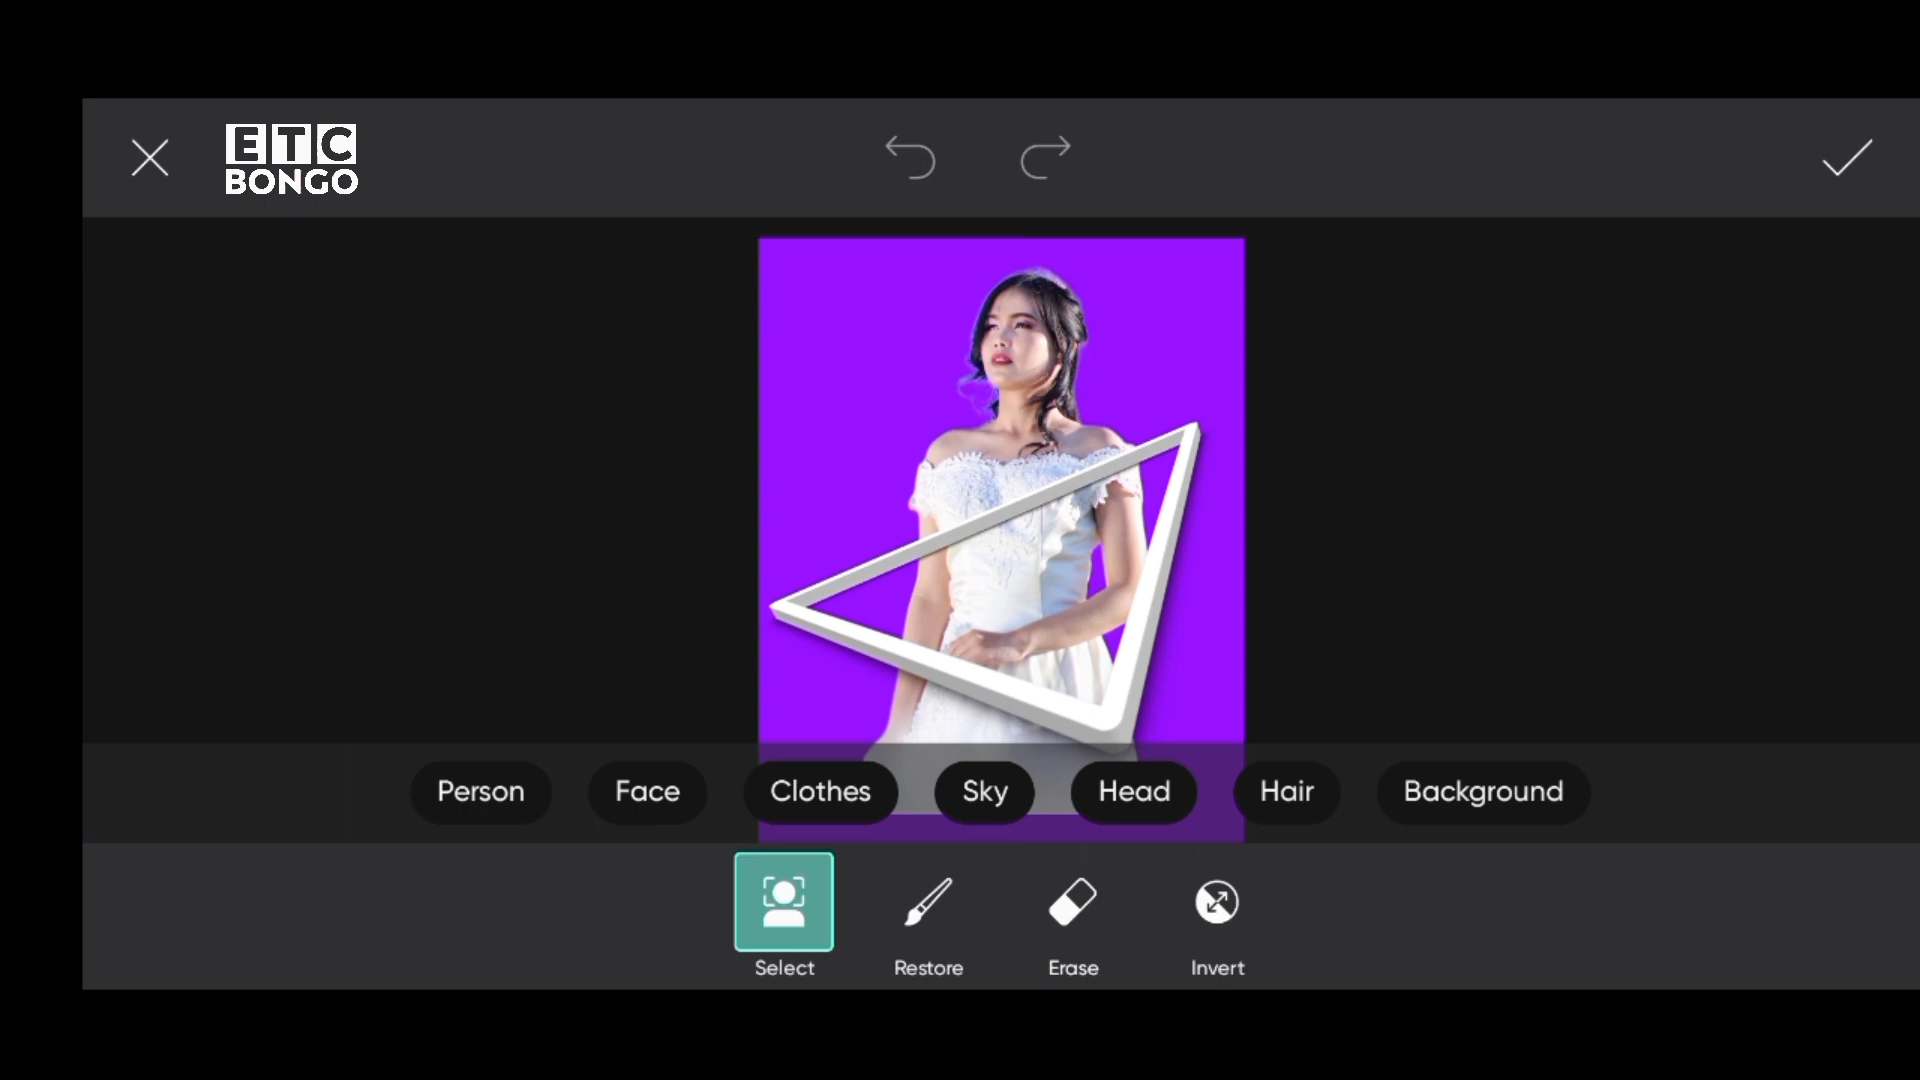 ETC
BONGO
Person Face Clothes Sky Head Hair Background
Select Restore Erase Invert